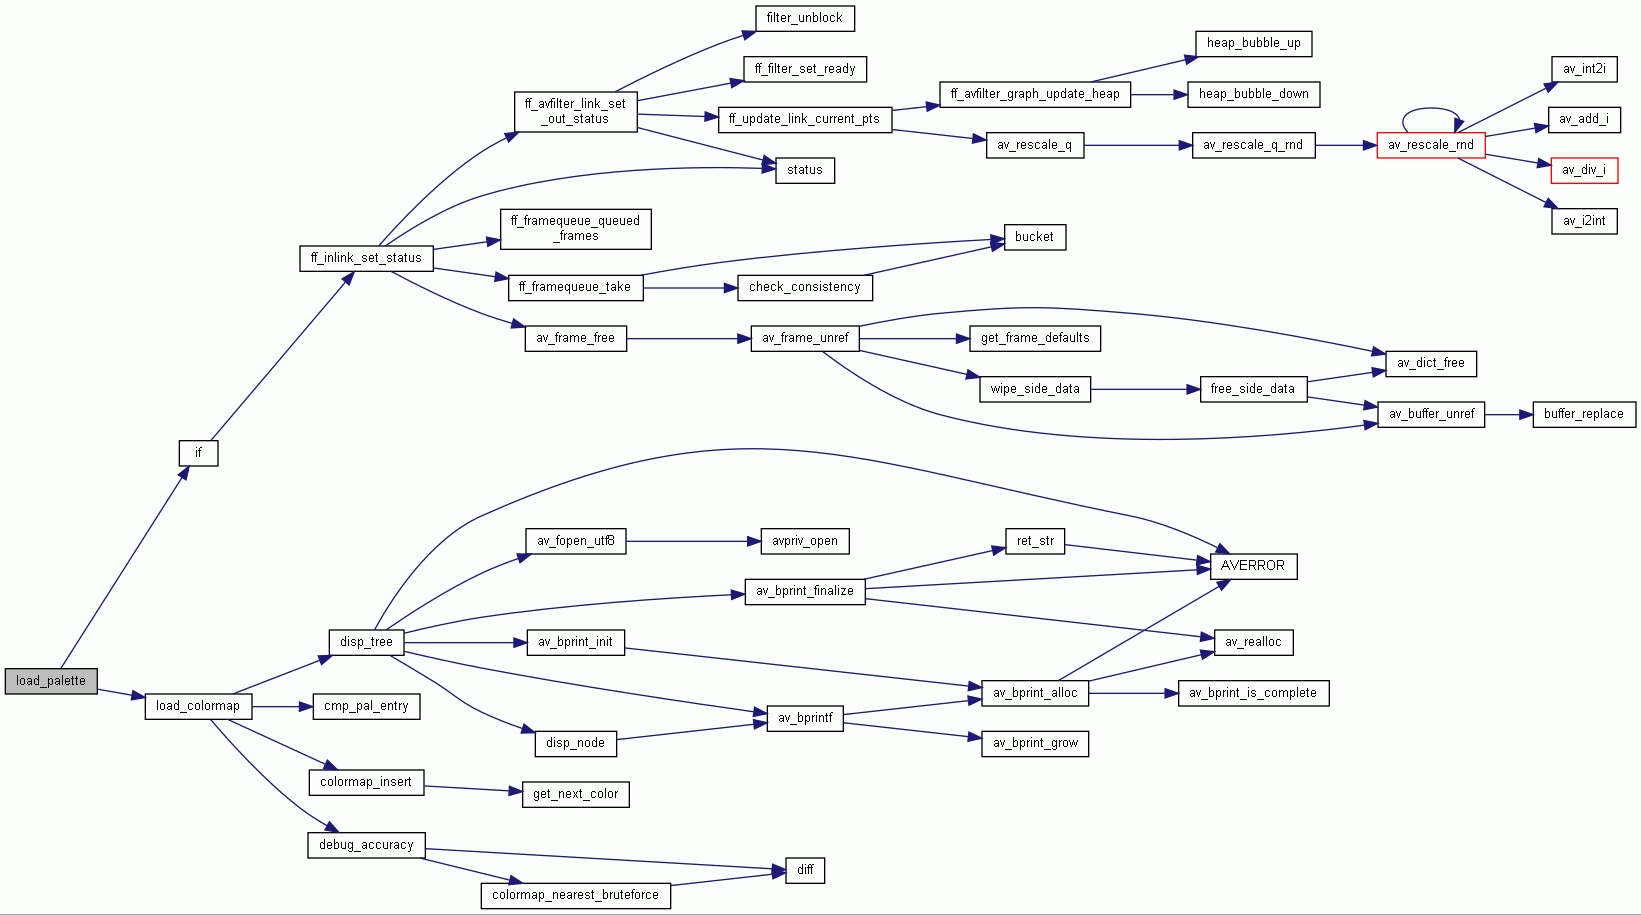 filter_unblock
heap_bubble_up
ff_filter_set_ready
av_int2i
ff_avfilter_link_set
_out_status
ff_avfilter_graph_update_heap
heap_bubble_down
ff_update_link_current_pts
av_add_i
av_rescale_q
av_rescale_q_rnd
av_rescale_rnd
status
av_div_i
ff_framequeue_queued
_frames
av_i2int
bucket
ff_inlink_set_status
ff_framequeue_take
check_consistency
av_frame_free
av_frame_unref
get_frame_defaults
av_dict_free
wipe_side_data
free_side_data
av_buffer_unref
buffer_replace
if
av_fopen_utf8
avpriv_open
ret_str
AVERROR
av_bprint_finalize
disp_tree
av_bprint_init
av_realloc
load_palette
av_bprint_alloc
av_bprint_is_complete
load_colormap
cmp_pal_entry
av_bprintf
disp_node
av_bprint_grow
colormap_insert
get_next_color
debug_accuracy
diff
colormap_nearest_bruteforce